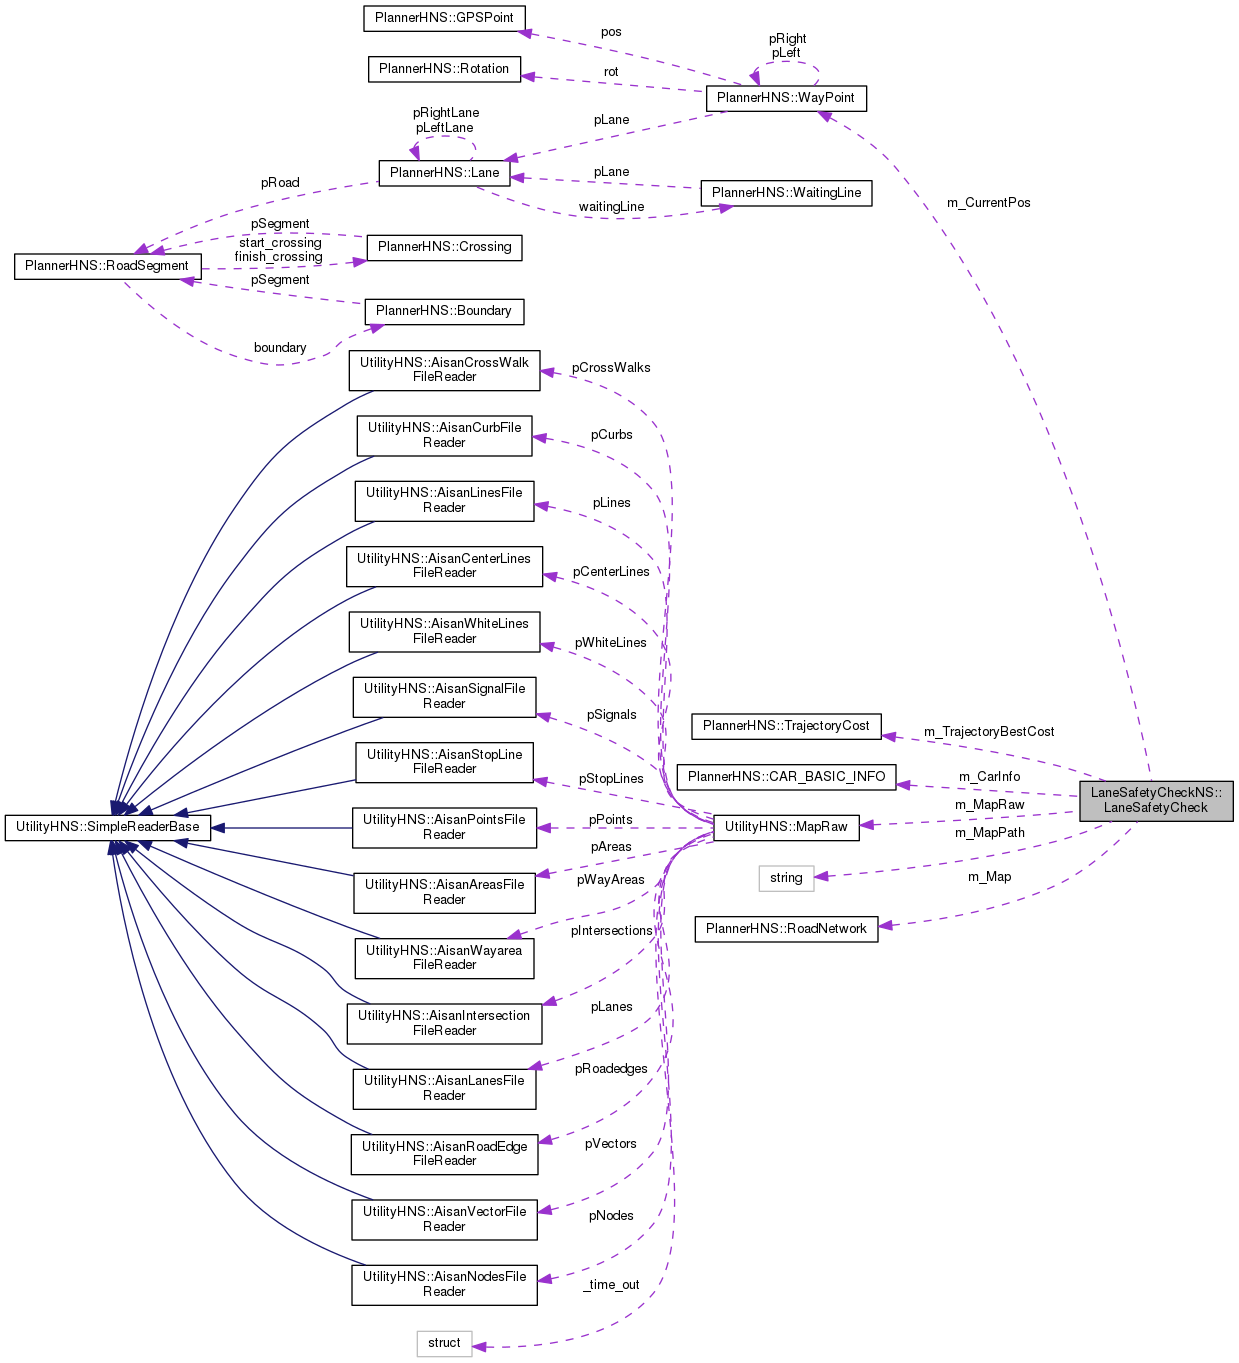 PlannerHNS::GPSPoint
pos
pRight
pLeft
PlannerHNS::Rotation
rot
PlannerHNS::WayPoint
pRightLane
pLeftLane
pLane
PlannerHNS::Lane
pLane
pRoad
PlannerHNS::WaitingLine
waitingLine
m_CurrentPos
pSegment
start_crossing
finish_crossing
PlannerHNS::Crossing
PlannerHNS::RoadSegment
pSegment
PlannerHNS::Boundary
boundary
UtilityHNS::AisanCrossWalk
FileReader
pCrossWalks
UtilityHNS::AisanCurbFile
Reader
pCurbs
UtilityHNS::AisanLinesFile
Reader
pLines
UtilityHNS::AisanCenterLines
FileReader
pCenterLines
UtilityHNS::AisanWhiteLines
FileReader
pWhiteLines
UtilityHNS::AisanSignalFile
Reader
pSignals
PlannerHNS::TrajectoryCost
m_TrajectoryBestCost
UtilityHNS::AisanStopLine
FileReader
pStopLines
PlannerHNS::CAR_BASIC_INFO
m_CarInfo
LaneSafetyCheckNS::
LaneSafetyCheck
m_MapRaw
UtilityHNS::SimpleReaderBase
UtilityHNS::AisanPointsFile
Reader
pPoints
UtilityHNS::MapRaw
m_MapPath
pAreas
string
m_Map
UtilityHNS::AisanAreasFile
Reader
pWayAreas
PlannerHNS::RoadNetwork
UtilityHNS::AisanWayarea
FileReader
pIntersections
UtilityHNS::AisanIntersection
FileReader
pLanes
UtilityHNS::AisanLanesFile
Reader
pRoadedges
UtilityHNS::AisanRoadEdge
FileReader
pVectors
UtilityHNS::AisanVectorFile
Reader
pNodes
UtilityHNS::AisanNodesFile
Reader
_time_out
struct